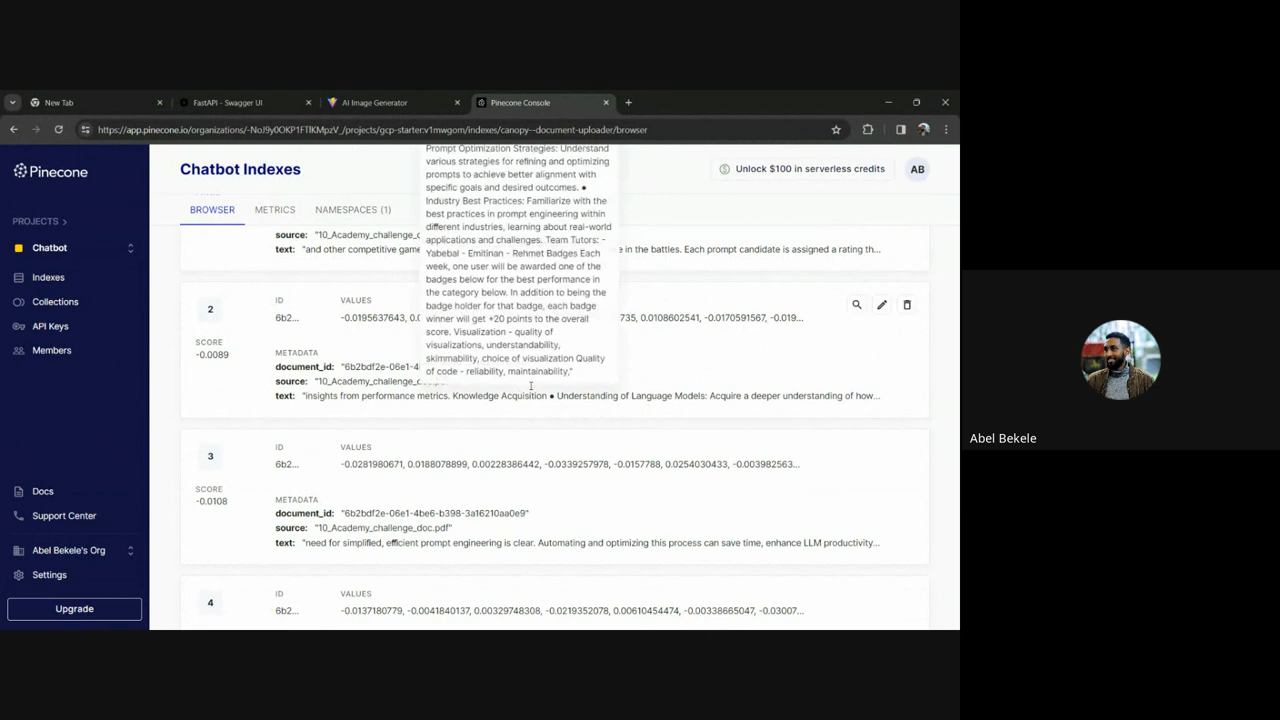 New Tab
FastAPI - Swagger UI
AI Image Generator
Pinecone Console
https://app.pinecone.io/organizations/-NoJ9y0OKP1FTlKMpzV_/projects/gcp-starter:v1mwgom/indexes/canopy--document-uploader/browser
Pinecone
PROJECTS
Chatbot
Indexes
Collections
API Keys
Members
Docs
Support Center
Abel Bekele's Org
Settings
Upgrade
Chatbot Indexes
Unlock $100 in serverless credits
AB
BROWSER
METRICS
NAMESPACES (1)
Prompt Optimization Strategies: Understand
various strategies for refining and optimizing
prompts to achieve better alignment with
specific goals and desired outcomes. ●
Industry Best Practices: Familiarize with the
best practices in prompt engineering within
different industries, learning about real-world
applications and challenges. Team Tutors: -
Yabebal - Emitinan - Rehmet Badges Each
week, one user will be awarded one of the
badges below for the best performance in
the category below. In addition to being the
badge holder for that badge, each badge
winner will get +20 points to the overall
score. Visualization - quality of
visualizations, understandability,
skimmability, choice of visualization Quality
of code - reliability, maintainability,"
source: "10_Academy_challenge_d
text: "and other competitive game e in the battles. Each prompt candidate is assigned a rating th...
2
ID
VALUES
6b2...
-0.0195637643, 0. 735, 0.0108602541, -0.0170591567, -0.019...
SCORE
-0.0089
METADATA
document_id: "6b2bdf2e-06e1-4
source: "10_Academy_challenge_
text: "insights from performance metrics. Knowledge Acquisition ● Understanding of Language Models: Acquire a deeper understanding of how...
3
ID
VALUES
6b2...
-0.0281980671, 0.0188078899, 0.00228386442, -0.0339257978, -0.0157788, 0.0254030433, -0.003982563...
SCORE
-0.0108
METADATA
document_id: "6b2bdf2e-06e1-4be6-b398-3a16210aa0e9"
source: "10_Academy_challenge_doc.pdf"
text: "need for simplified, efficient prompt engineering is clear. Automating and optimizing this process can save time, enhance LLM productivity...
4
ID
VALUES
6b2...
-0.0137180779, -0.0041840137, 0.00329748308, -0.0219352078, 0.00610454474, -0.00338665047, -0.03007...
Abel Bekele